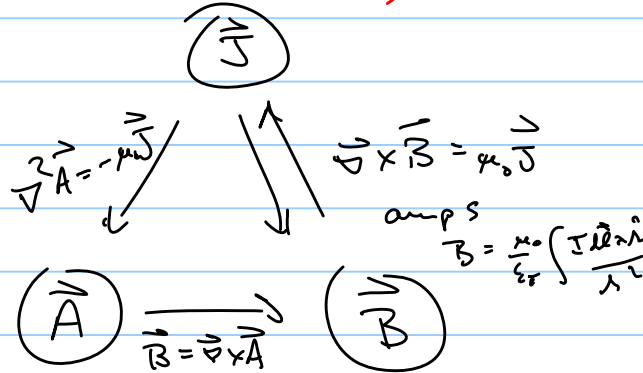 J⃗
∇²A⃗ = -μ₀J⃗
∇⃗ × B⃗ = μ₀ J⃗
amps
B⃗ = μ₀/4π ∫ I dl⃗ × r̂ / r²
A⃗
B⃗ = ∇⃗ × A⃗
B⃗